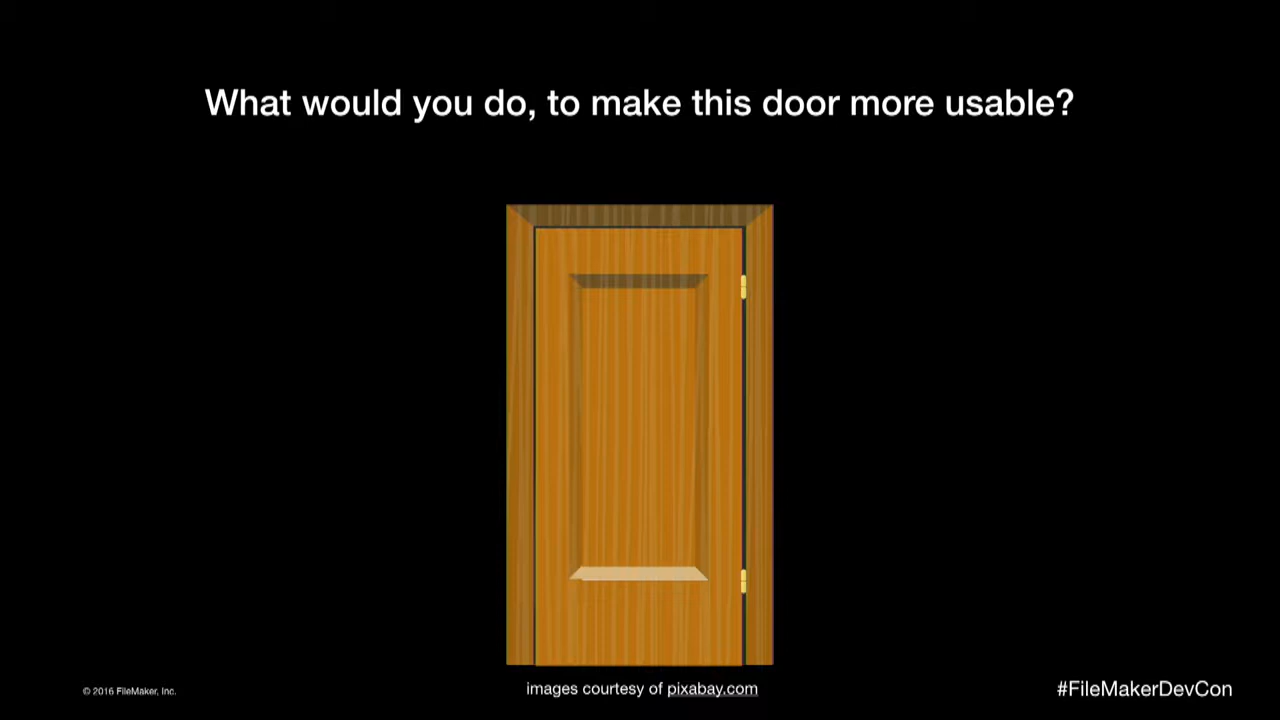 What would you do, to make this door more usable?
© 2016 FileMaker, Inc.
images courtesy of pixabay.com
#FileMakerDevCon